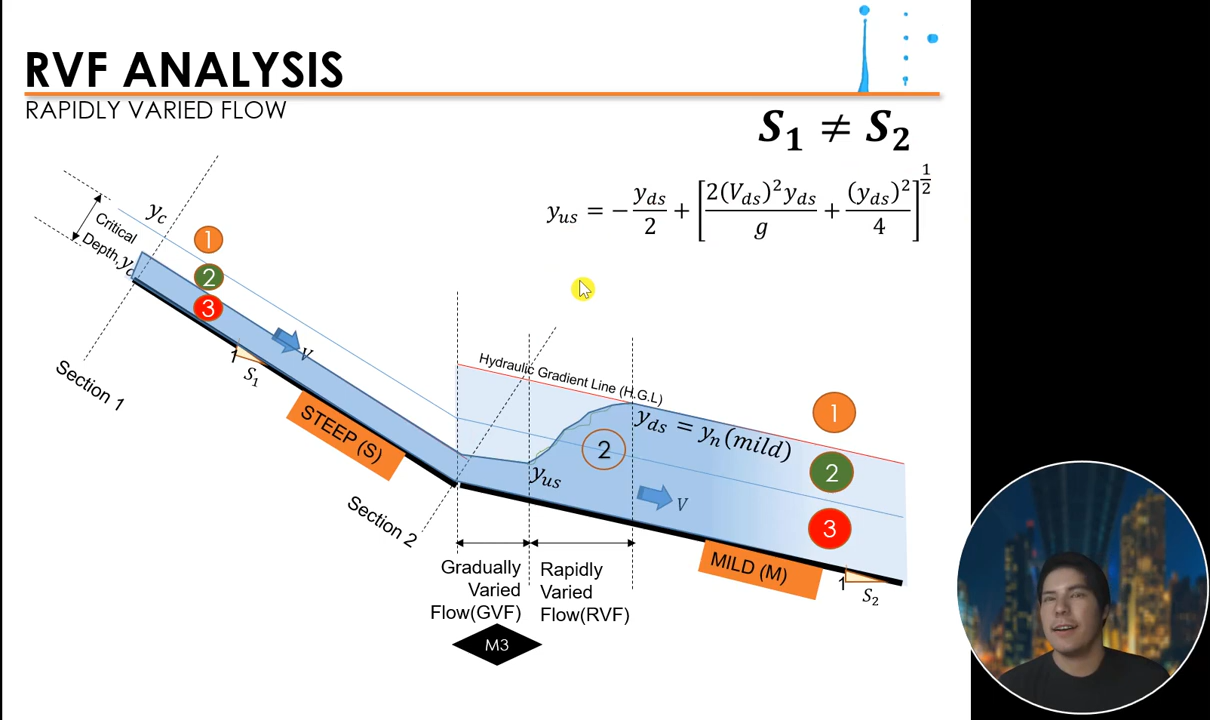 RVF ANALYSIS
RAPIDLY VARIED FLOW
S₁ ≠ S₂
y_us = − y_ds/2 + [2(V_ds)² y_ds/g + (y_ds)²/4]^(1/2)
y_c
Critical
Depth, y_c
1
2
3
V
1
S₁
Section 1
STEEP (S)
Section 2
Hydraulic Gradient Line (H.G.L)
y_ds = y_n(mild)
2
y_us
V
1
2
3
MILD (M)
1
S₂
Gradually
Varied
Flow(GVF)
Rapidly
Varied
Flow(RVF)
M3